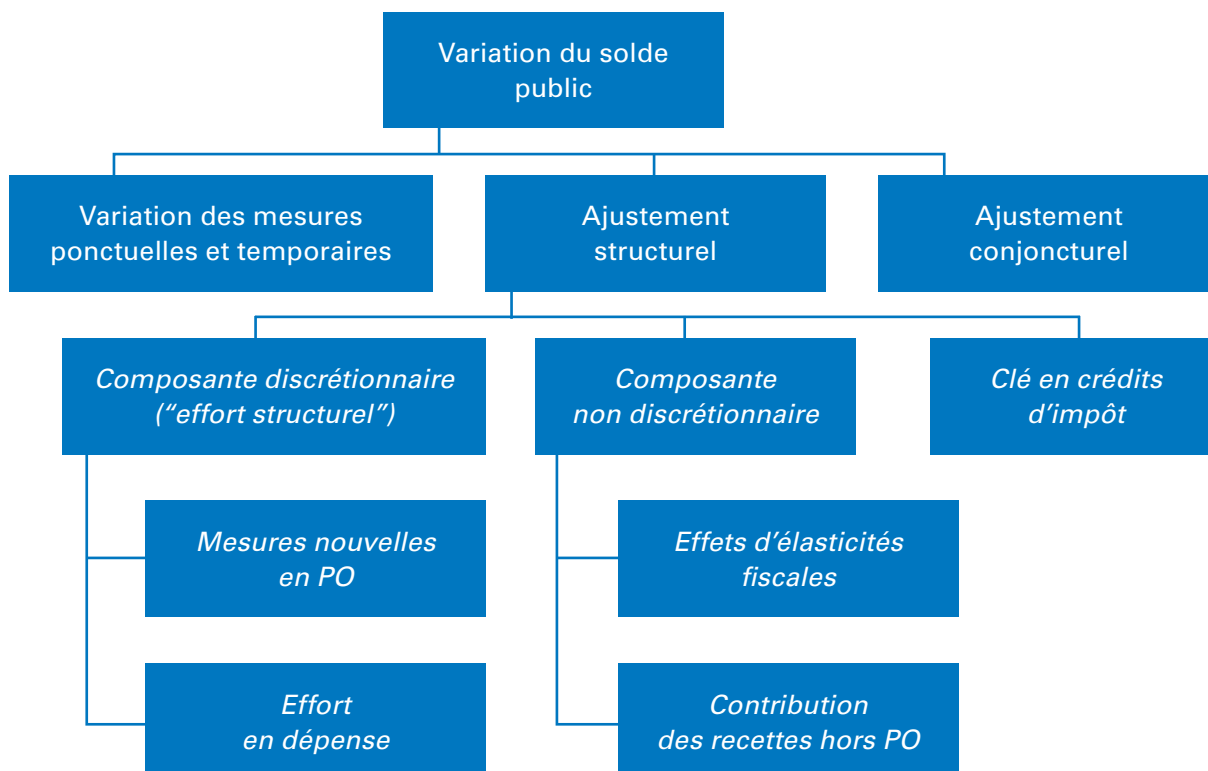 Variation du solde
public
Variation des mesures
ponctuelles et temporaires
Ajustement
structurel
Ajustement
conjoncturel
Composante discrétionnaire
(“effort structurel”)
Composante
non discrétionnaire
Clé en crédits
d’impôt
Mesures nouvelles
en PO
Effets d’élasticités
fiscales
Effort
en dépense
Contribution
des recettes hors PO